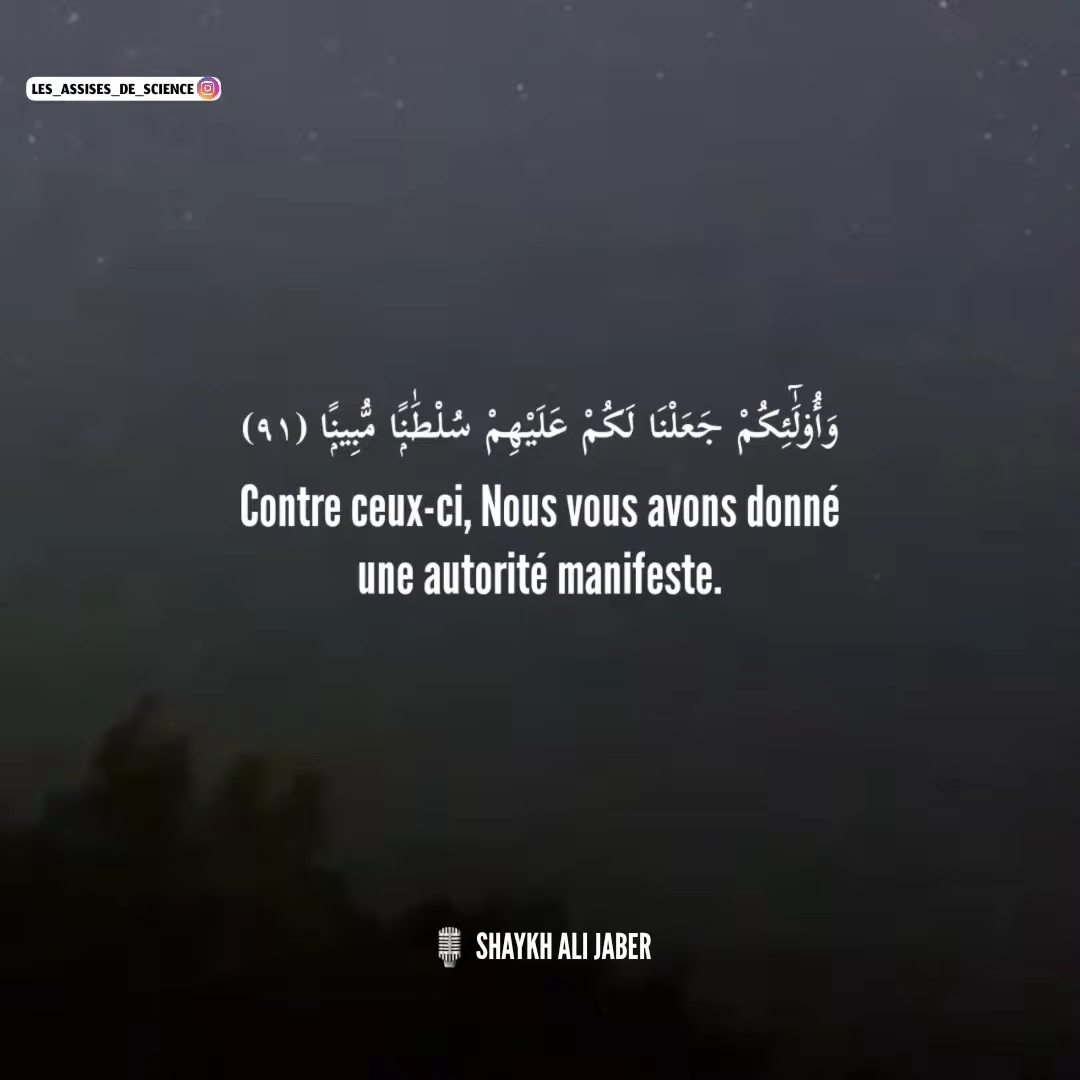 LES_ASSISES_DE_SCIENCE
وَأُو۟لَٰٓئِكُمْ جَعَلْنَا لَكُمْ عَلَيْهِمْ سُلْطَٰنًۭا مُّبِينًۭا (٩١)
Contre ceux-ci, Nous vous avons donné
une autorité manifeste.
SHAYKH ALI JABER